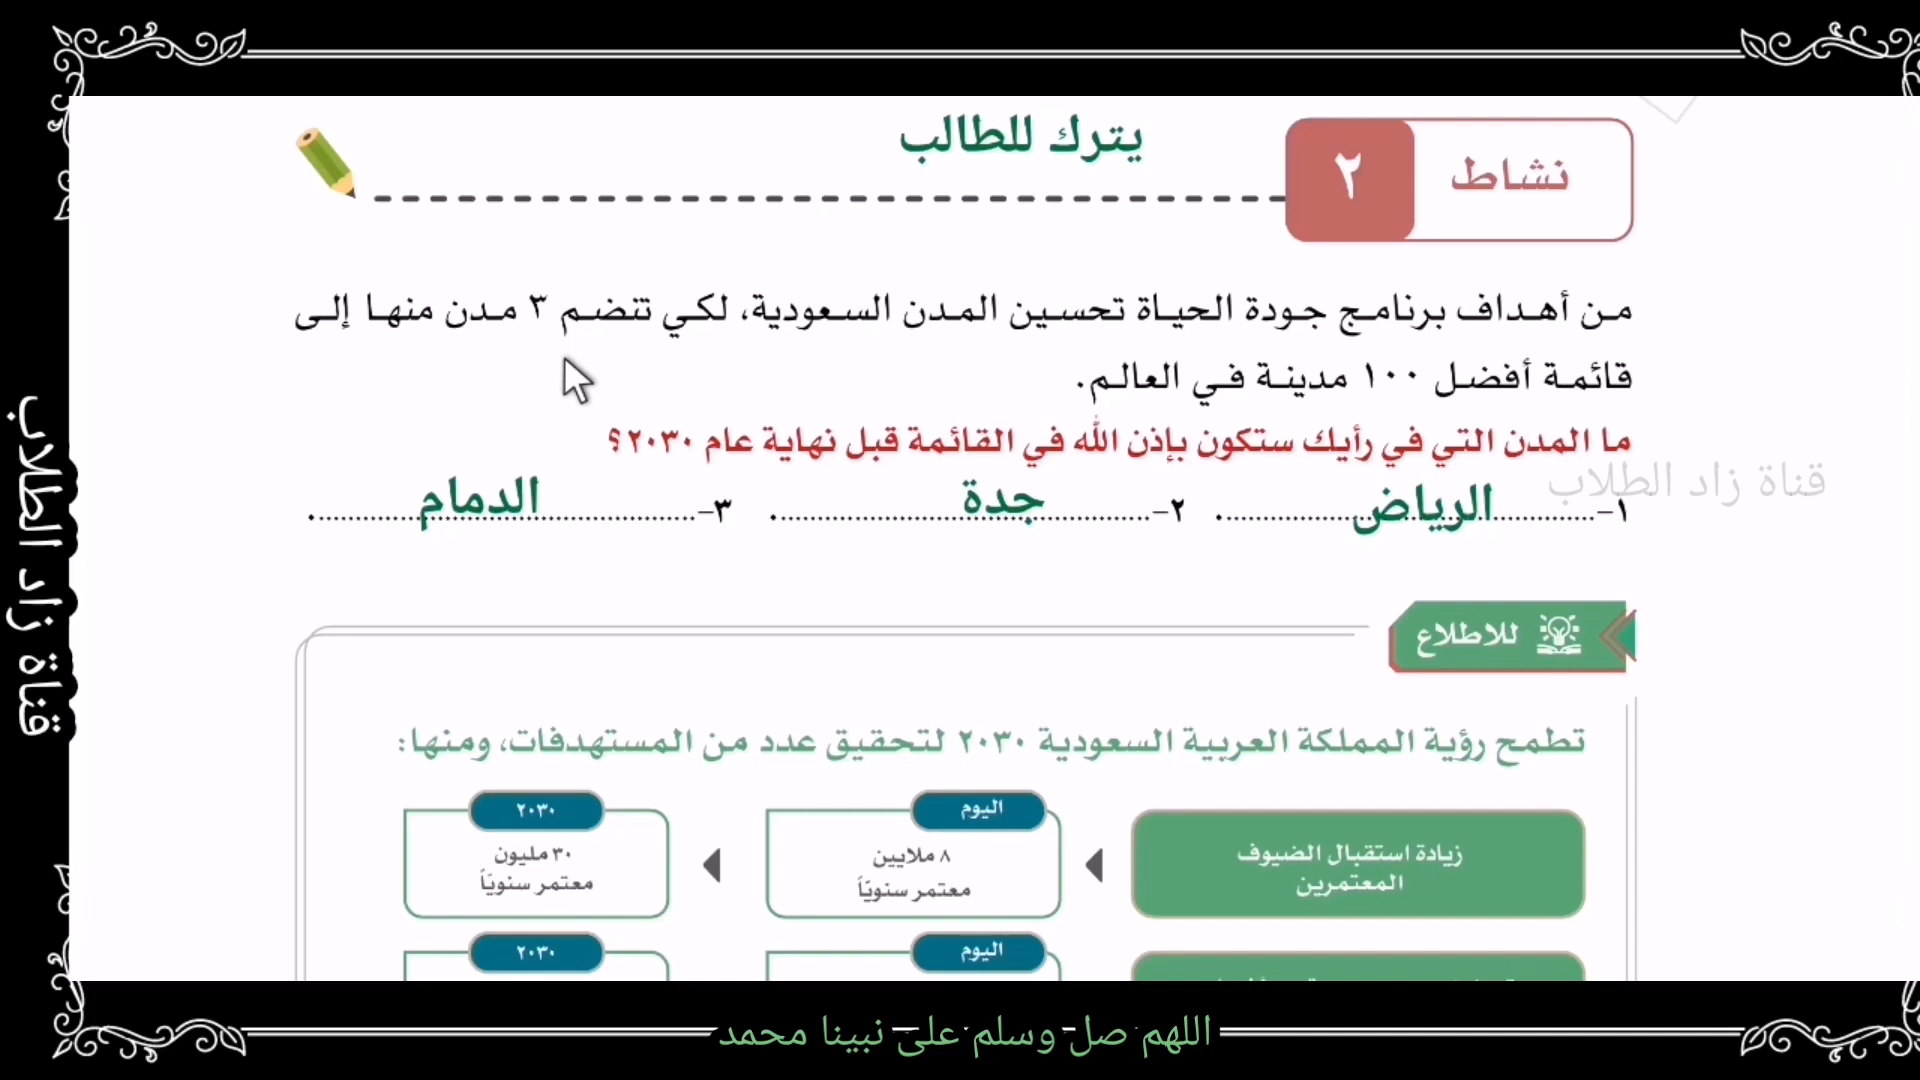 يترك للطالب
نشاط ٢
من أهداف برنامج جودة الحياة تحسين المدن السعودية، لكي تنضم ٣ مدن منها إلى
قائمة أفضل ١٠٠ مدينة في العالم.
ما المدن التي في رأيك ستكون بإذن الله في القائمة قبل نهاية عام ٢٠٣٠؟
قناة زاد الطلاب
١- الرياض. ٢- جدة. ٣- الدمام.
للاطلاع
تطمح رؤية المملكة العربية السعودية ٢٠٣٠ لتحقيق عدد من المستهدفات، ومنها:
زيادة استقبال الضيوف
المعتمرين
اليوم
٨ ملايين
معتمر سنويّاً
٢٠٣٠
٣٠ مليون
معتمر سنويّاً
اليوم
٢٠٣٠
قناة زاد الطلاب
اللهم صل وسلم على نبينا محمد